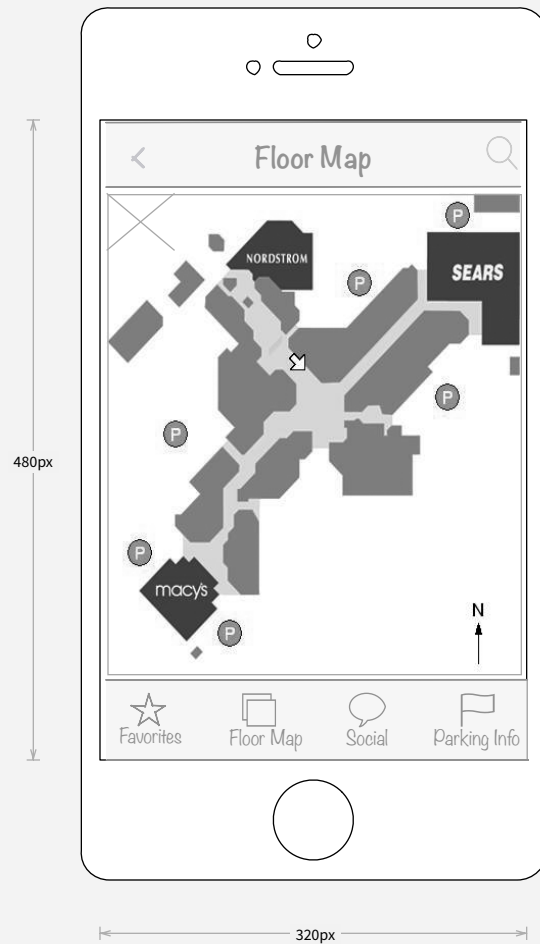 Floor Map
P
NORDSTROM
SEARS
P
P
P
480px
P
macy's
N
P
Favorites
Floor Map
Social
Parking Info
320px